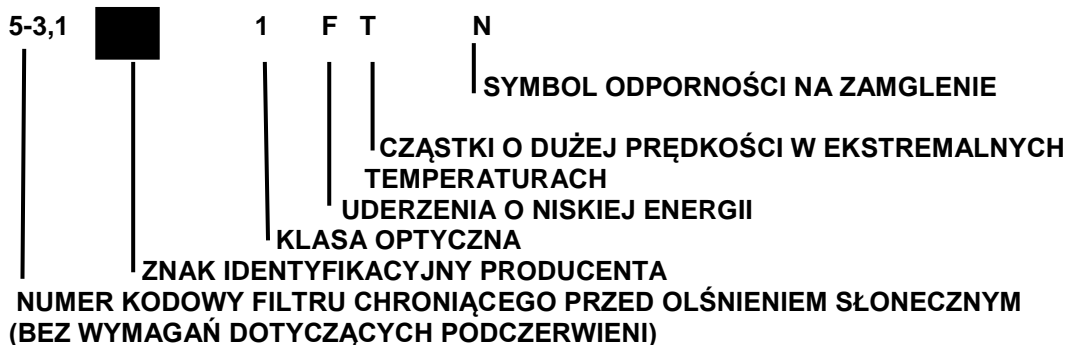 5-3,1 1 F T N
SYMBOL ODPORNOŚCI NA ZAMGLENIE
CZĄSTKI O DUŻEJ PRĘDKOŚCI W EKSTREMALNYCH
TEMPERATURACH
UDERZENIA O NISKIEJ ENERGII
KLASA OPTYCZNA
ZNAK IDENTYFIKACYJNY PRODUCENTA
NUMER KODOWY FILTRU CHRONIĄCEGO PRZED OLŚNIENIEM SŁONECZNYM
(BEZ WYMAGAŃ DOTYCZĄCYCH PODCZERWIENI)